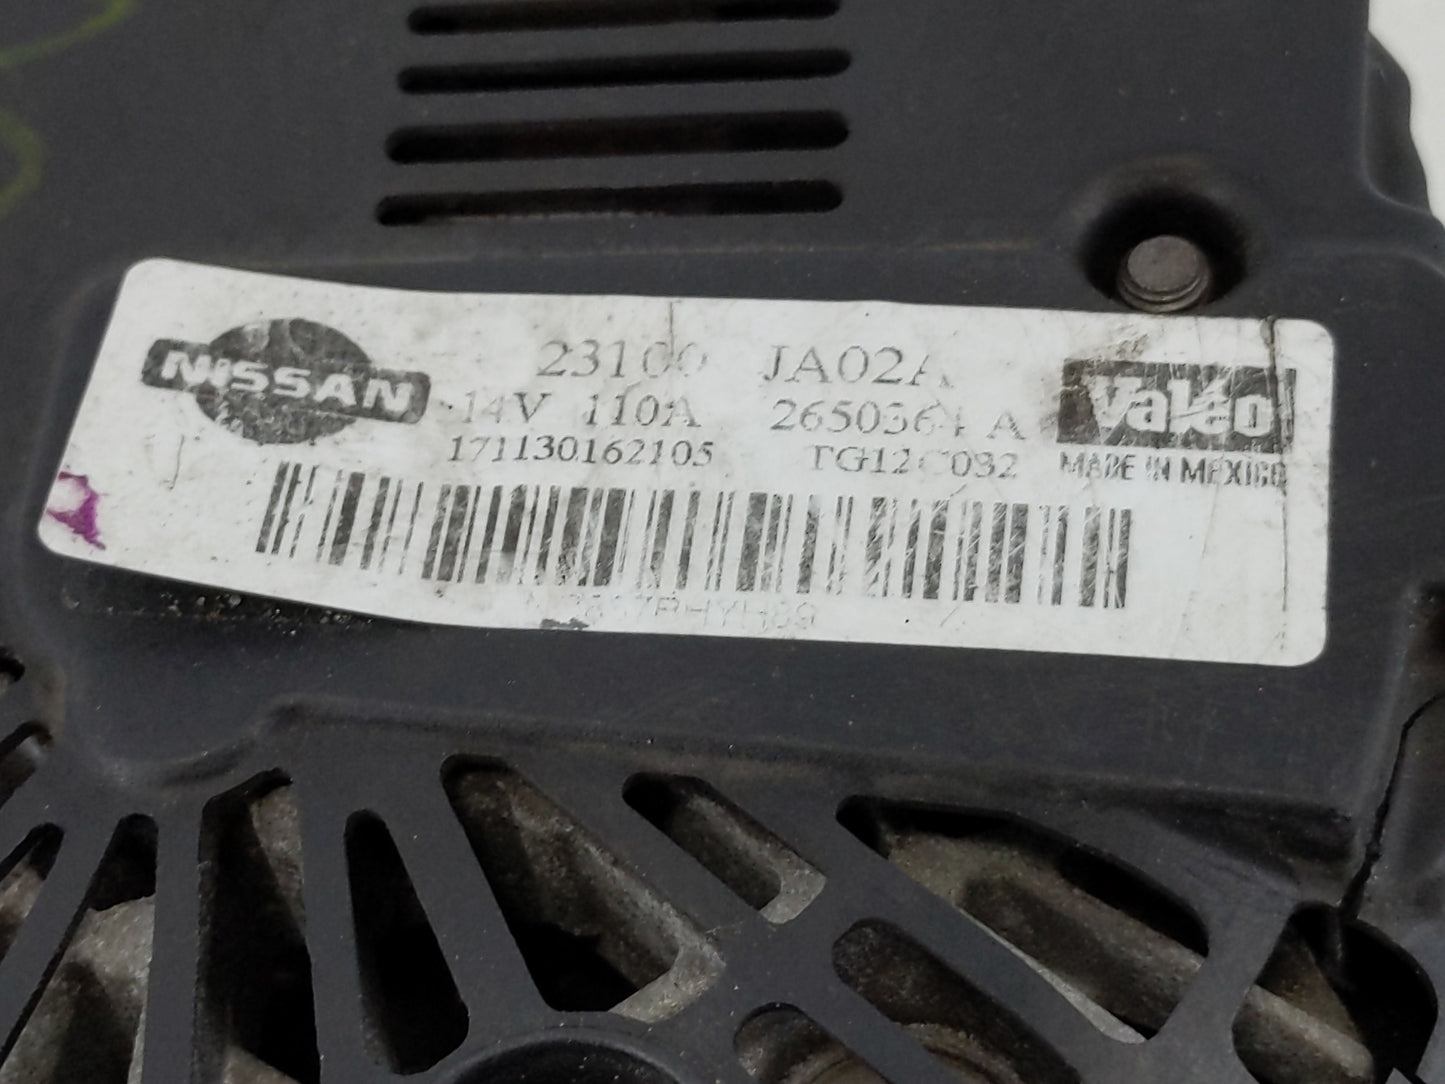 NISSAN
23100 JA02A
14V 110A 2650364 A
171130162105 TG12C032
Valeo
MADE IN MEXICO